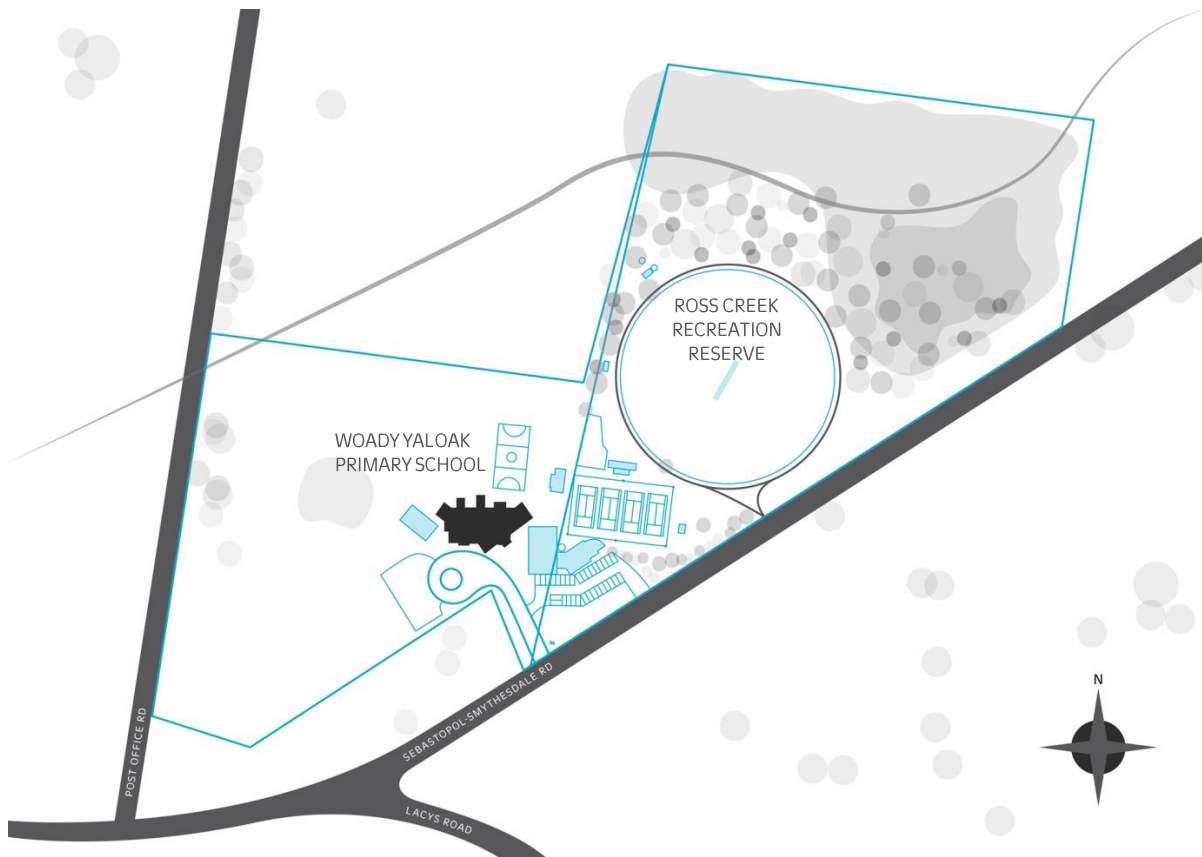 ROSS CREEK
RECREATION
RESERVE
WOADY YALOAK
PRIMARY SCHOOL
POST OFFICE RD
SEBASTOPOL-SMYTHESDALE RD
LACYS ROAD
N